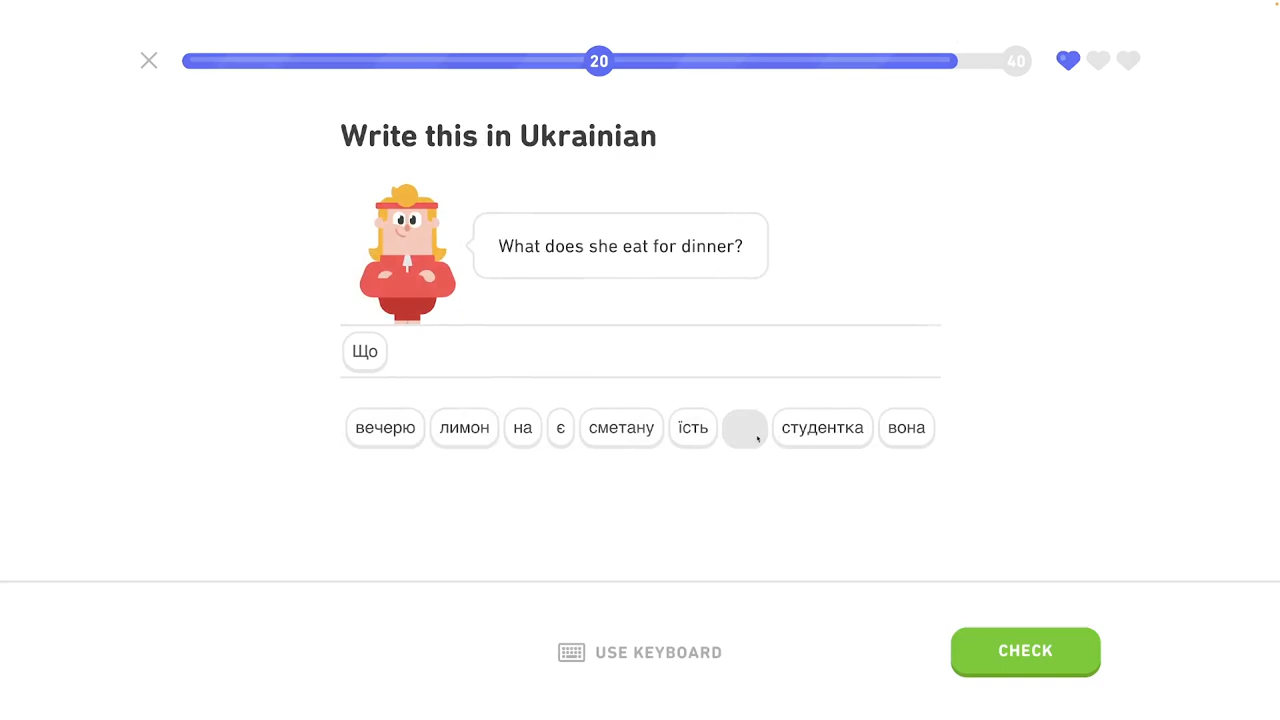 20
40
Write this in Ukrainian
What does she eat for dinner?
Що
вечерю лимон на є сметану їсть студентка вона
USE KEYBOARD
CHECK